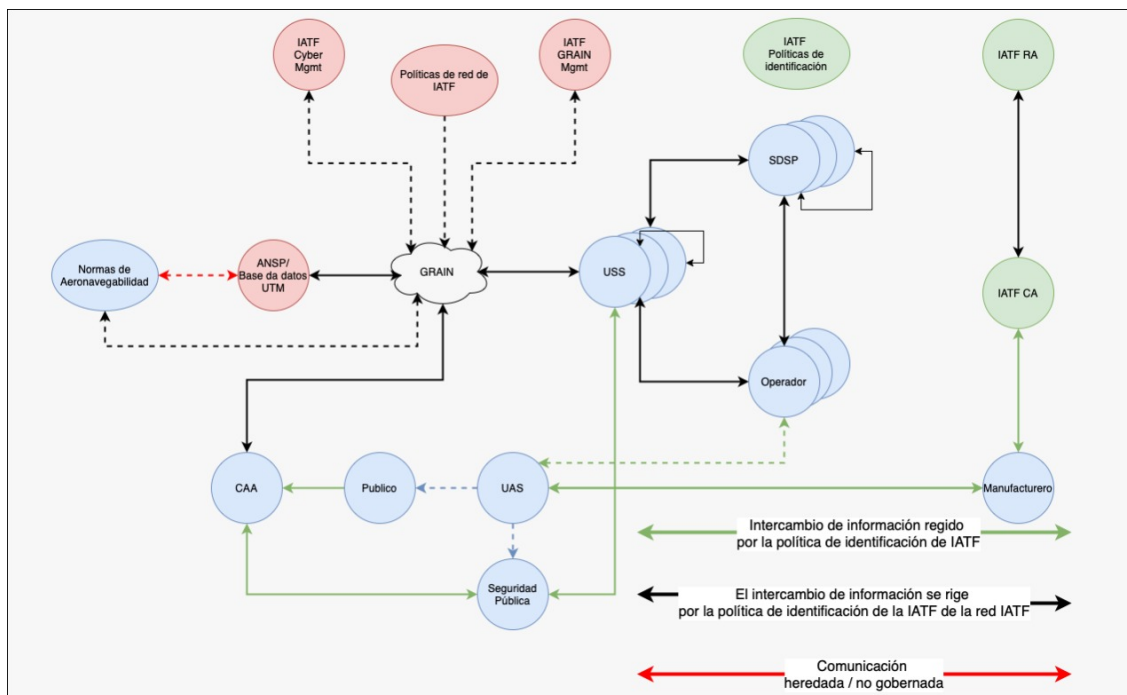 IATF
Cyber
Mgmt
Políticas de red de
IATF
IATF
GRAIN
Mgmt
IATF
Políticas de
identificación
IATF RA
SDSP
Normas de
Aeronavegabilidad
ANSP/
Base da datos
UTM
GRAIN
USS
IATF CA
Operador
CAA
Publico
UAS
Manufacturero
Intercambio de información regido
por la política de identificación de IATF
Seguridad
Pública
El intercambio de información se rige
por la política de identificación de la IATF de la red IATF
Comunicación
heredada / no gobernada